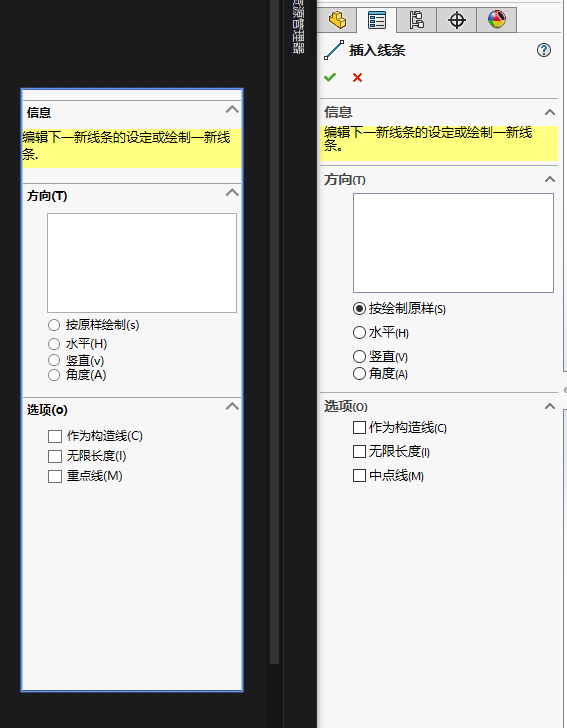 信息
编辑下一新线条的设定或绘制一新线
条.
方向(T)
按原样绘制(s)
水平(H)
竖直(v)
角度(A)
选项(o)
作为构造线(C)
无限长度(I)
重点线(M)
源管理器
插入线条
信息
编辑下一新线条的设定或绘制一新线
条。
方向(T)
按绘制原样(S)
水平(H)
竖直(V)
角度(A)
选项(O)
作为构造线(C)
无限长度(I)
中点线(M)